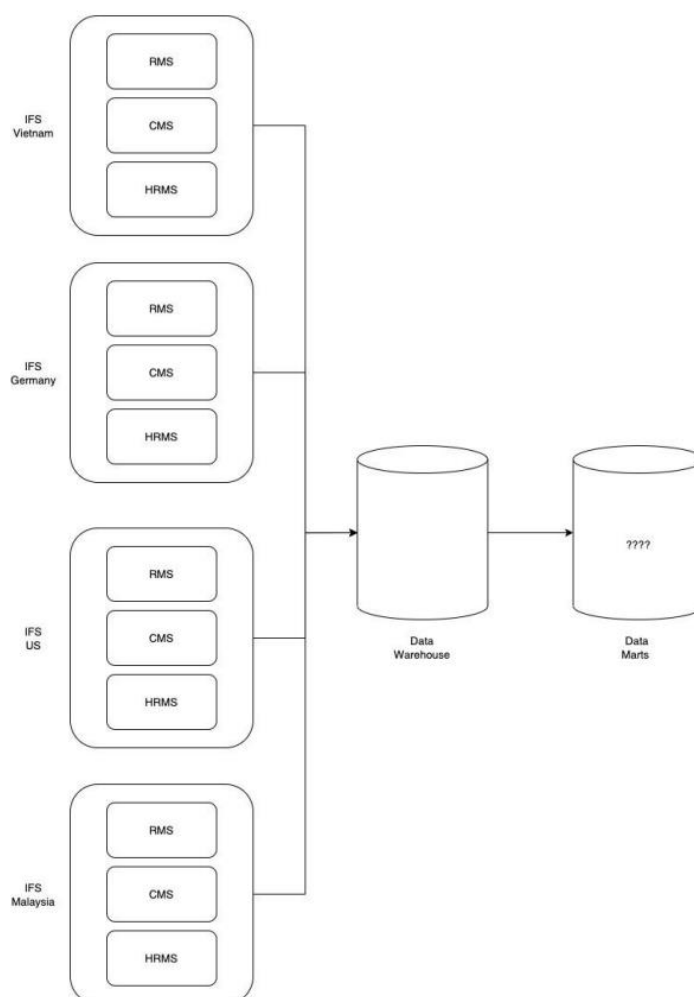 RMS
IFS
Vietnam
CMS
HRMS
RMS
IFS
Germany
CMS
HRMS
RMS
IFS
US
CMS
HRMS
????
Data
Warehouse
Data
Marts
RMS
IFS
Malaysia
CMS
HRMS